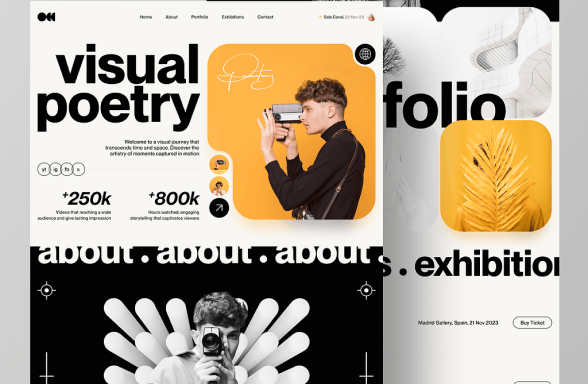 Home About Portfolio Exhibitions Contact
Sale Canal, 22 Nov 23
visual
poetry
Welcome to a visual journey that
transcends time and space. Discover the
artistry of moments captured in motion
yt ig fb x
+250k
Videos that reaching a wide
audience and give lasting impression
+800k
Hours watched, engaging
storytelling that captivates viewers
about . about . about .
folio
s . exhibition
Madrid Gallery, Spain, 21 Nov 2023
Buy Ticket